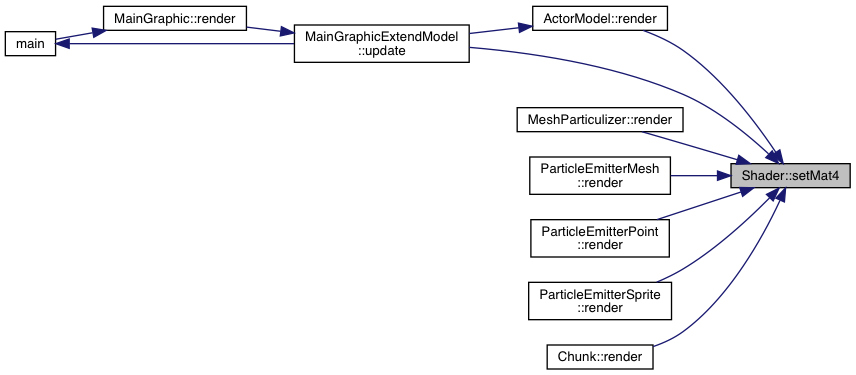 MainGraphic::render
ActorModel::render
main
MainGraphicExtendModel
::update
MeshParticulizer::render
ParticleEmitterMesh
::render
Shader::setMat4
ParticleEmitterPoint
::render
ParticleEmitterSprite
::render
Chunk::render